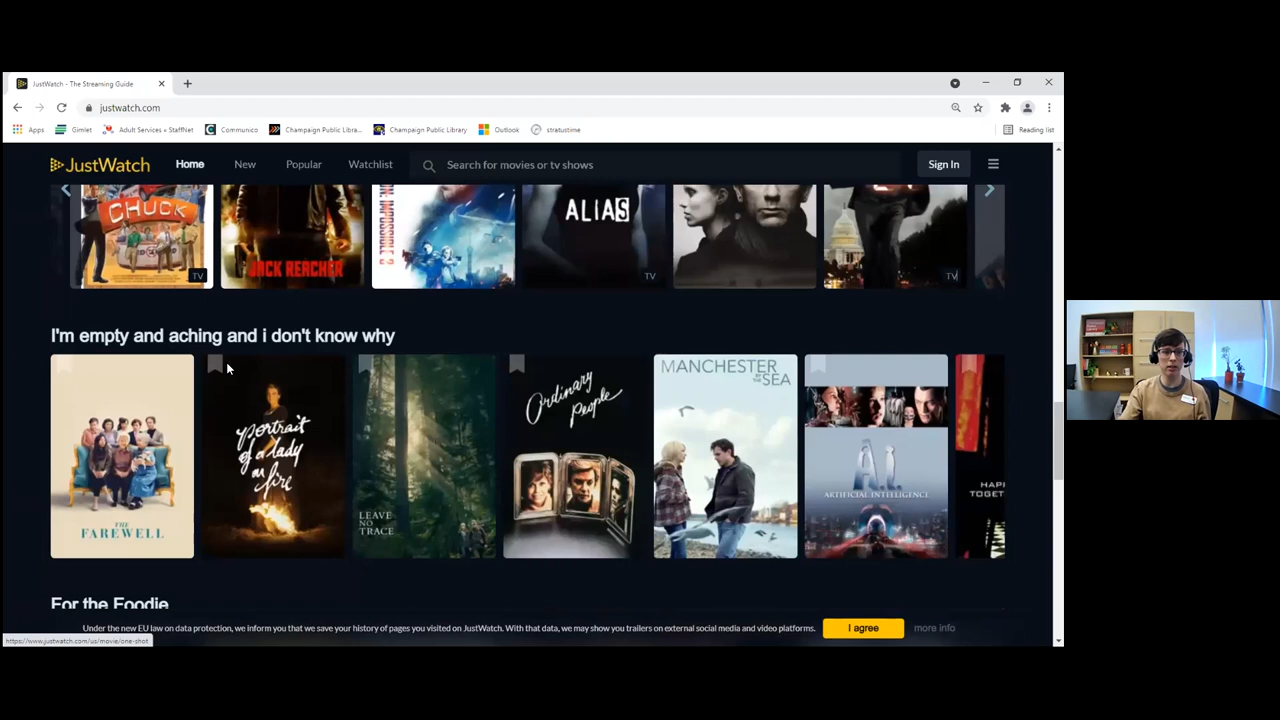 JustWatch - The Streaming Guide
justwatch.com
Apps Gimlet Adult Services » StaffNet Communico Champaign Public Libra... Champaign Public Library Outlook stratustime Reading list
JustWatch Home New Popular Watchlist Search for movies or tv shows Sign In
CHUCK
TV
JACK REACHER
ALIAS
TV
TV
I'm empty and aching and i don't know why
THE
FAREWELL
portrait
of a lady
on fire
LEAVE
NO
TRACE
Ordinary
People
MANCHESTER
BY THE SEA
A.I.
ARTIFICIAL INTELLIGENCE
HAPP
TOGET
For the Foodie
Under the new EU law on data protection, we inform you that we save your history of pages you visited on JustWatch. With that data, we may show you trailers on external social media and video platforms. I agree more info
https://www.justwatch.com/us/movie/one-shot